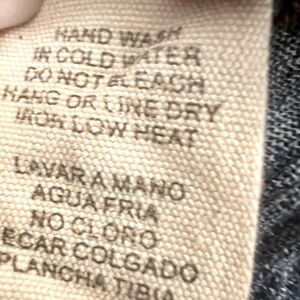 HAND WASH
IN COLD WATER
DO NOT BLEACH
HANG OR LINE DRY
IRON LOW HEAT
LAVAR A MANO
AGUA FRIA
NO CLORO
ECAR COLGADO
PLANCHA TIBIA